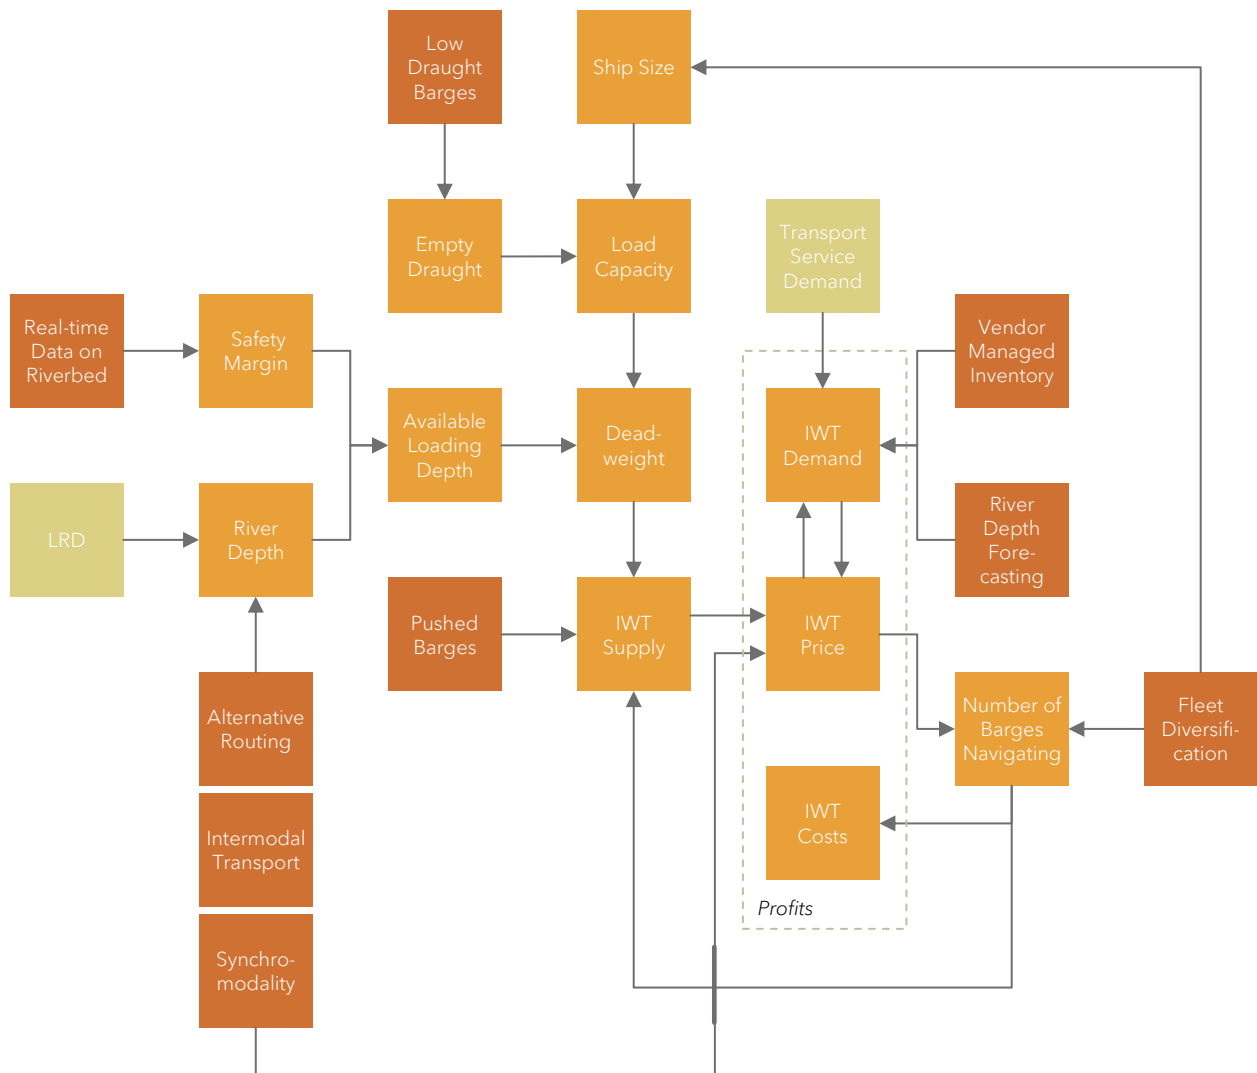 Low
Draught
Barges
Ship Size
Empty
Draught
Load
Capacity
Transport
Service
Demand
Real-time
Data on
Riverbed
Safety
Margin
Vendor
Managed
Inventory
Available
Loading
Depth
Dead-
weight
IWT
Demand
LRD
River
Depth
River
Depth
Fore-
casting
Pushed
Barges
IWT
Supply
IWT
Price
Alternative
Routing
Number of
Barges
Navigating
Fleet
Diversifi-
cation
Intermodal
Transport
IWT
Costs
Profits
Synchro-
modality